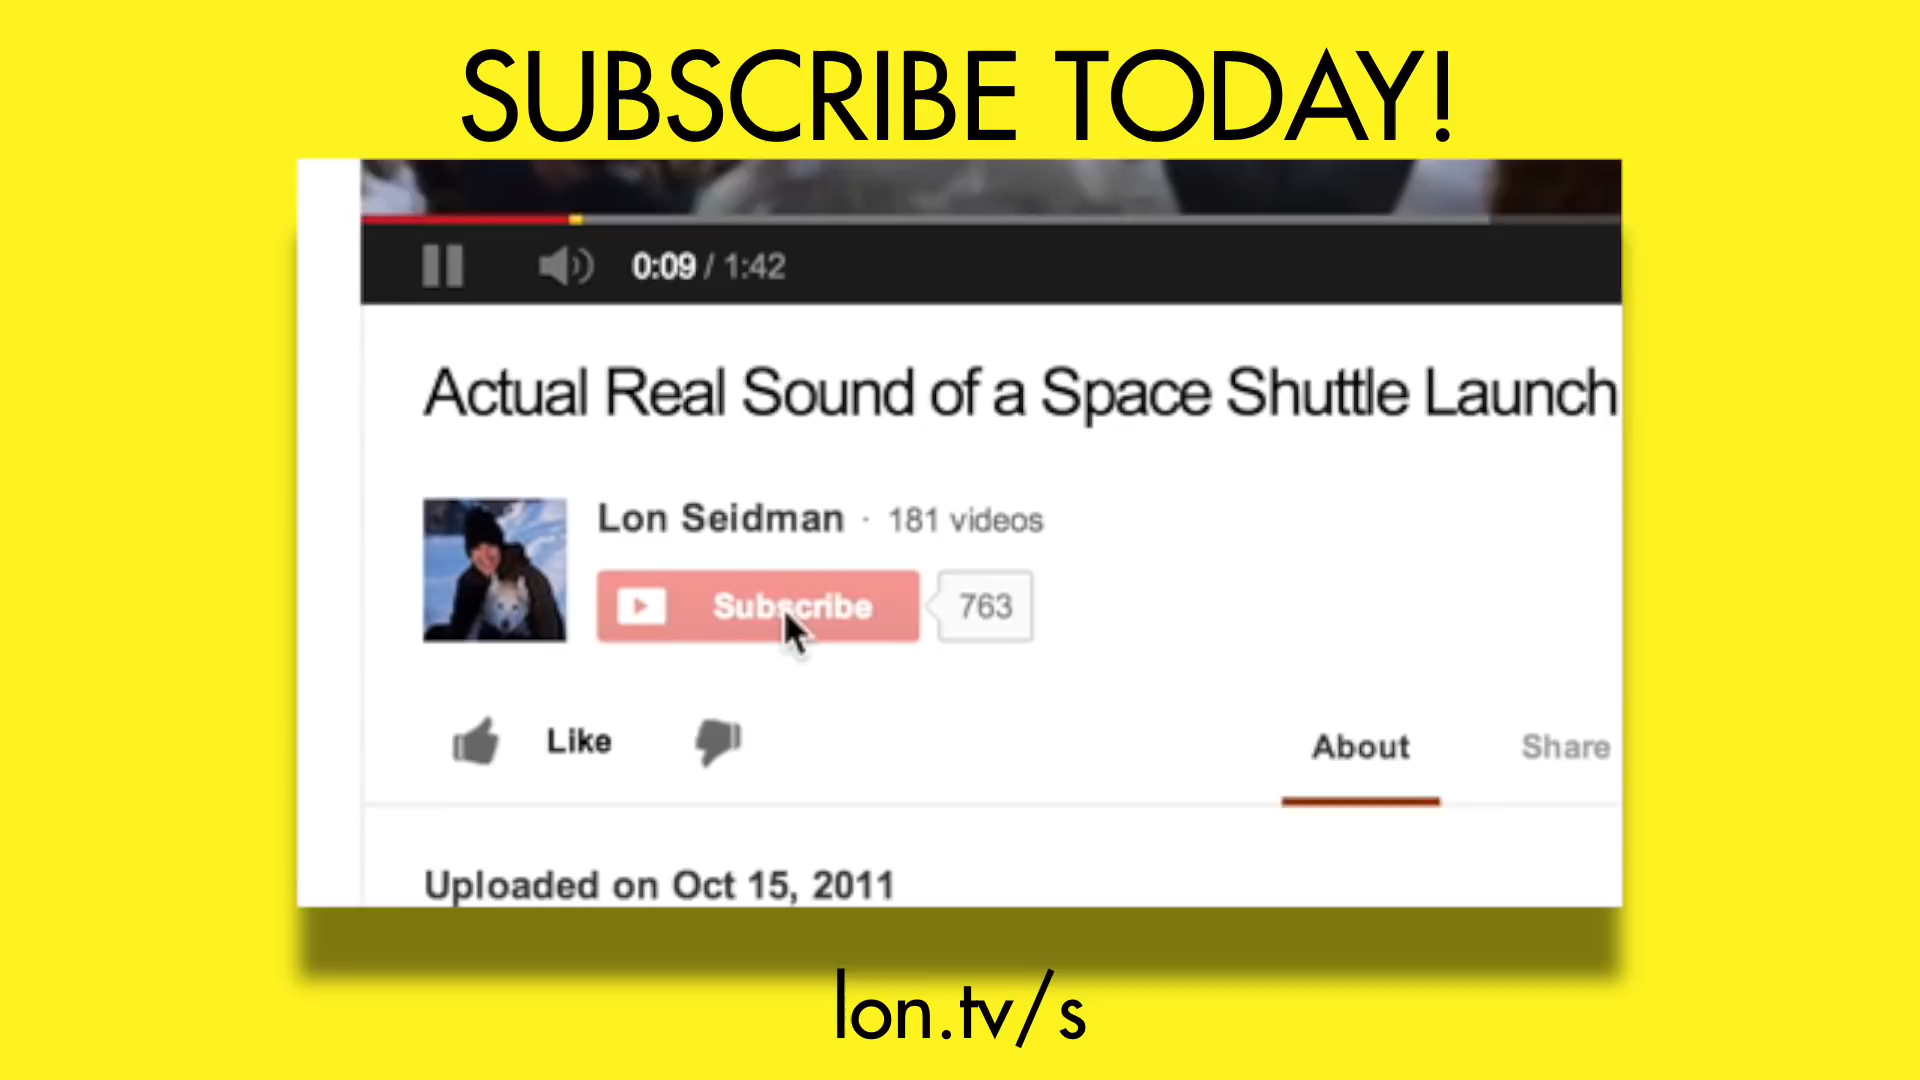 SUBSCRIBE TODAY!
0:09 / 1:42
Actual Real Sound of a Space Shuttle Launch
Lon Seidman · 181 videos
Subscribe 763
Like
About Share
Uploaded on Oct 15, 2011
lon.tv/s